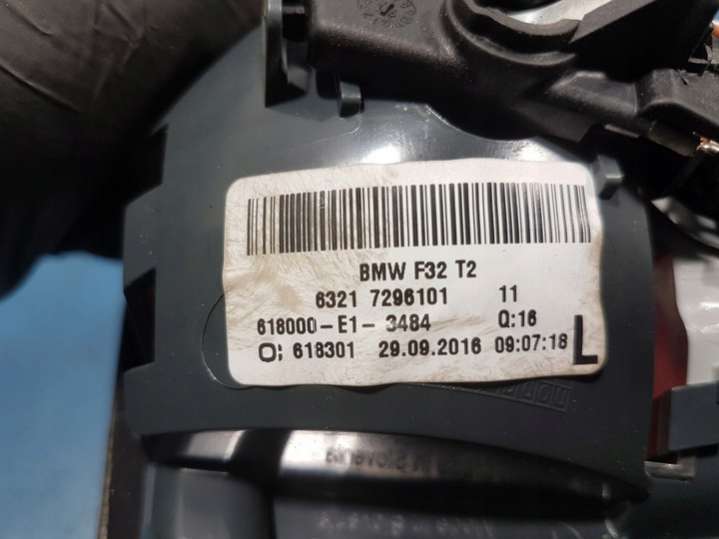 BMW F32 T2
6321 7296101 11
618000-E1-3484 Q:16
O; 618301 29.09.2016 09:07:18 L